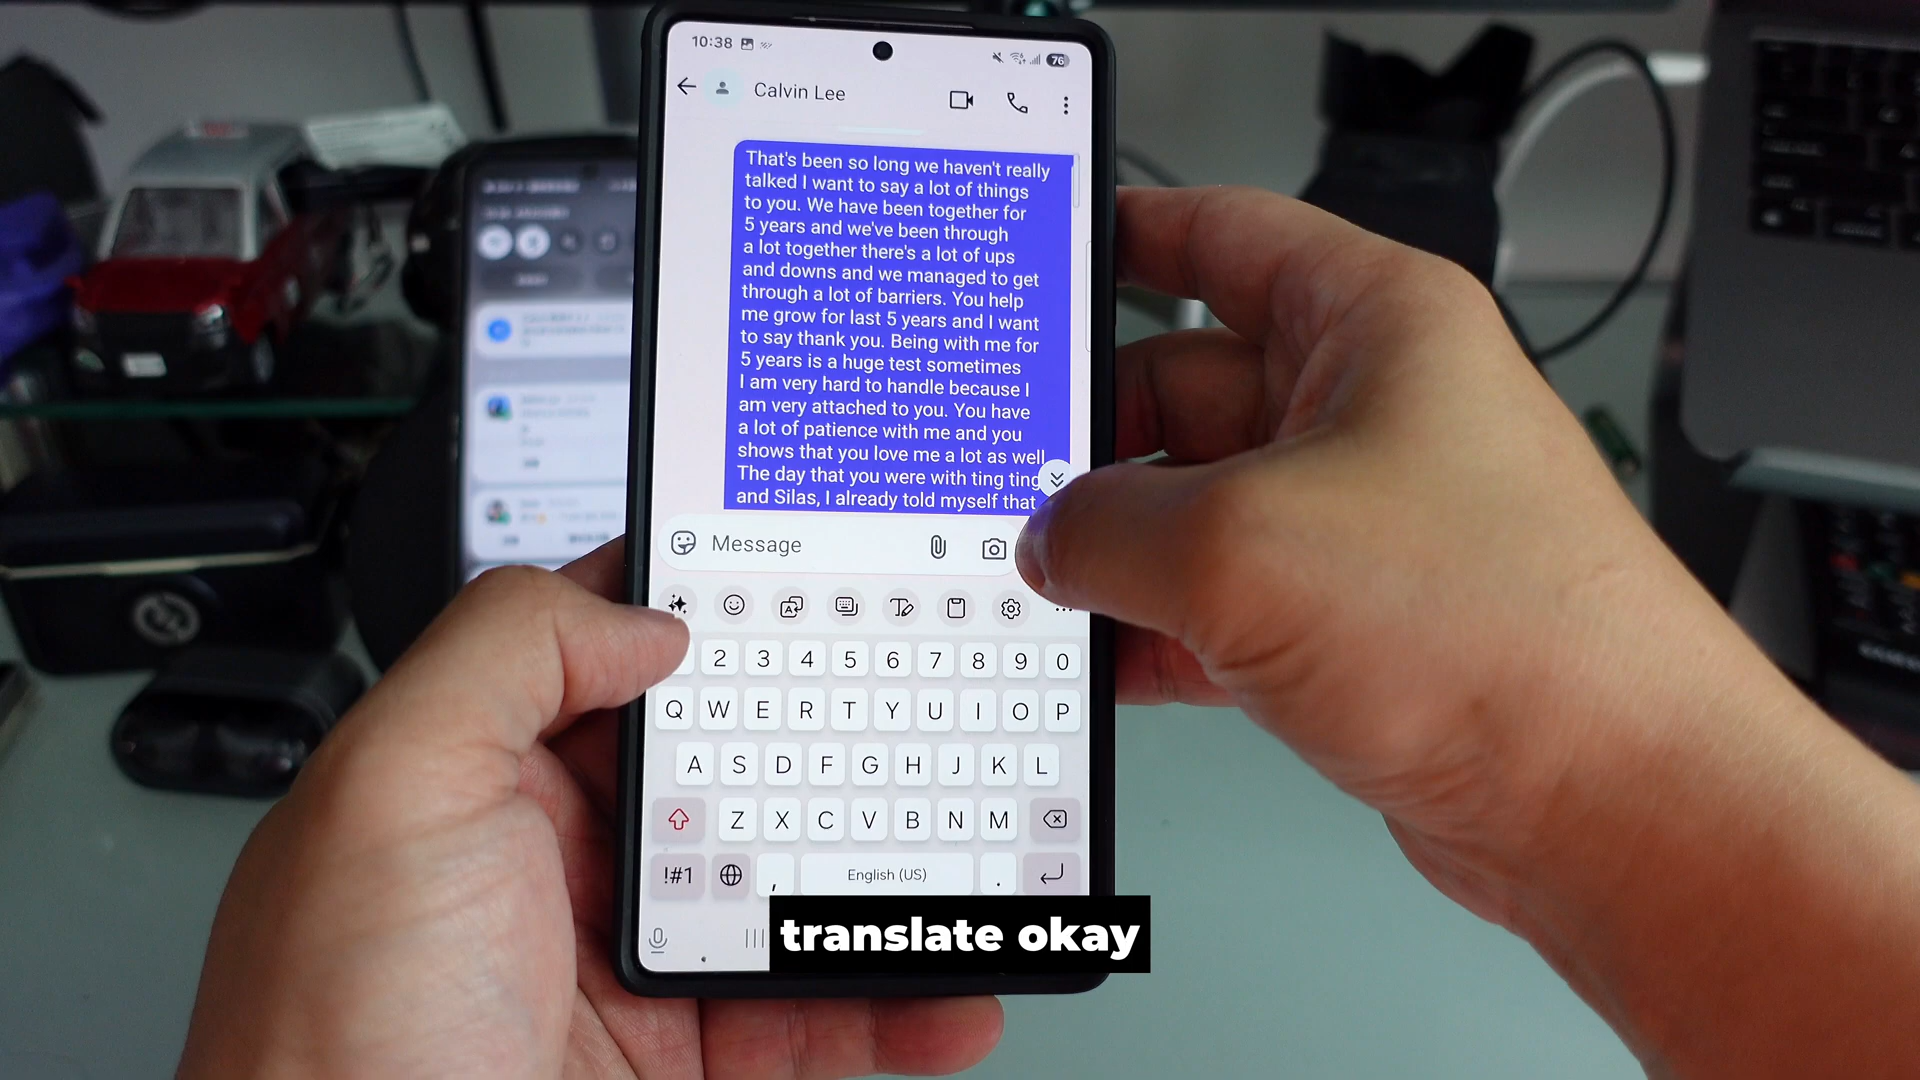 10:38
76
Calvin Lee
That's been so long we haven't really
talked I want to say a lot of things
to you. We have been together for
5 years and we've been through
a lot together there's a lot of ups
and downs and we managed to get
through a lot of barriers. You help
me grow for last 5 years and I want
to say thank you. Being with me for
5 years is a huge test sometimes
I am very hard to handle because I
am very attached to you. You have
a lot of patience with me and you
shows that you love me a lot as well
The day that you were with ting ting
and Silas, I already told myself that
Message
2 3 4 5 6 7 8 9 0
Q W E R T Y U I O P
A S D F G H J K L
Z X C V B N M
!#1 , English (US) .
translate okay